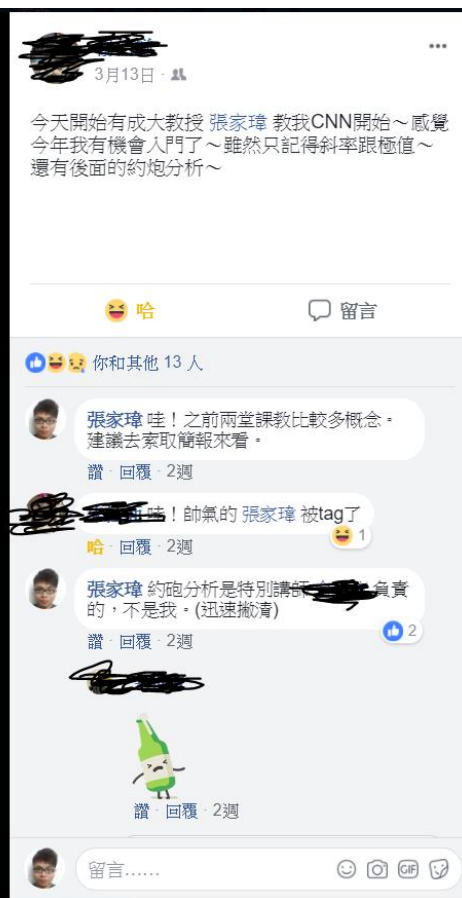 3月13日
今天開始有成大教授 張家瑋 教我CNN開始～感覺
今年我有機會入門了～雖然只記得斜率跟極值～
還有後面的約炮分析～
哈
留言
你和其他 13 人
張家瑋 哇！之前兩堂課教比較多概念。
建議去索取簡報來看。
讚 · 回覆 · 2週
哇！帥氣的 張家瑋 被tag了
1
哈 · 回覆 · 2週
張家瑋 約砲分析是特別講師 負責
的，不是我。(迅速撇清)
2
讚 · 回覆 · 2週
讚 · 回覆 · 2週
留言......
GIF